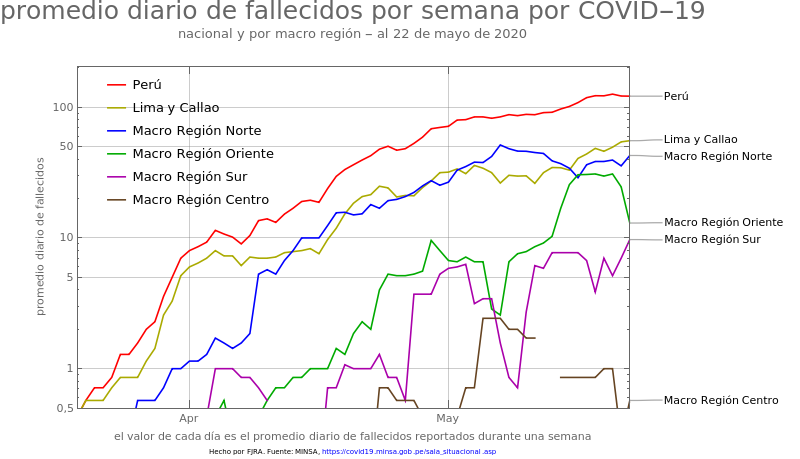 promedio diario de fallecidos por semana por COVID–19
nacional y por macro región – al 22 de mayo de 2020
Perú
Lima y Callao
Macro Región Norte
Macro Región Oriente
Macro Región Sur
Macro Región Centro
promedio diario de fallecidos
100
50
10
5
1
0,5
Apr
May
Perú
Lima y Callao
Macro Región Norte
Macro Región Oriente
Macro Región Sur
Macro Región Centro
el valor de cada día es el promedio diario de fallecidos reportados durante una semana
Hecho por FJRA. Fuente: MINSA, https://covid19.minsa.gob.pe/sala_situacional .asp